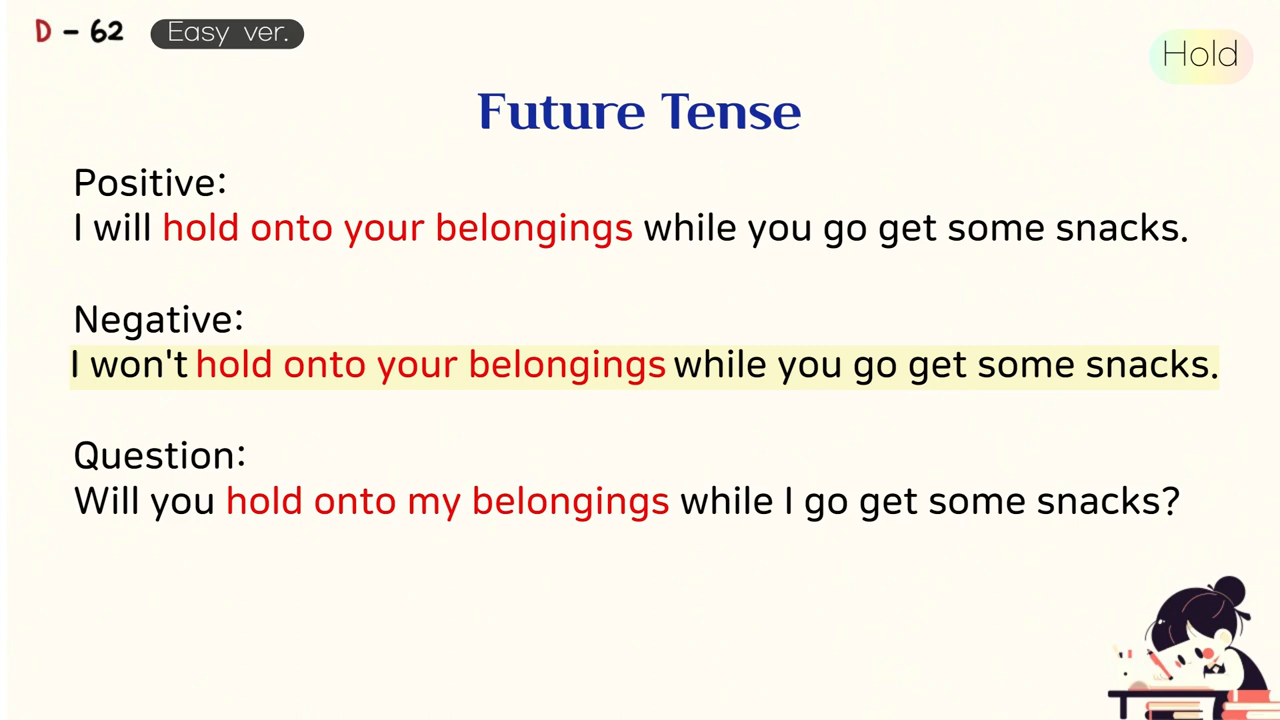 D - 62 Easy ver.
Hold
Future Tense
Positive:
I will hold onto your belongings while you go get some snacks.
Negative:
I won't hold onto your belongings while you go get some snacks.
Question:
Will you hold onto my belongings while I go get some snacks?